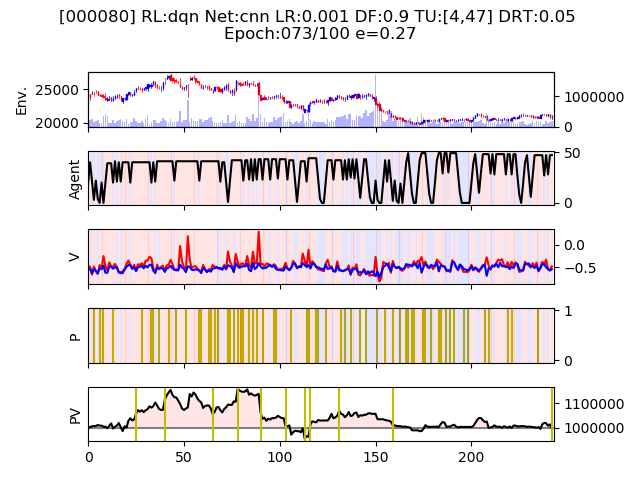 [000080] RL:dqn Net:cnn LR:0.001 DF:0.9 TU:[4,47] DRT:0.05
Epoch:073/100 e=0.27
Env.
25000
20000
1000000
0
Agent
50
0
V
0.0
−0.5
P
1
0
PV
1100000
1000000
0 50 100 150 200